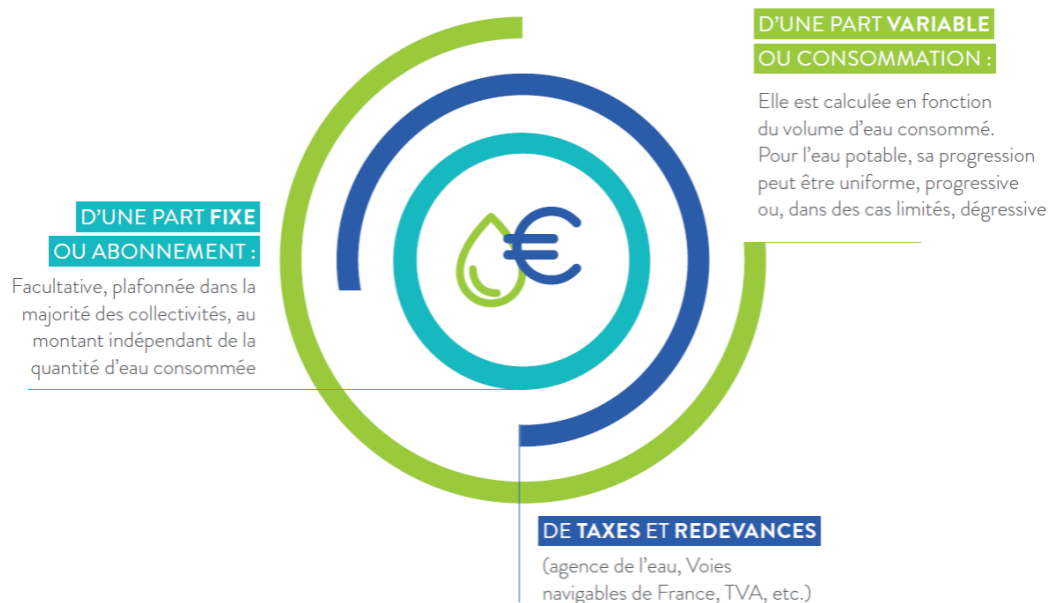 D'UNE PART VARIABLE
OU CONSOMMATION :
Elle est calculée en fonction
du volume d'eau consommé.
Pour l'eau potable, sa progression
peut être uniforme, progressive
ou, dans des cas limités, dégressive
D'UNE PART FIXE
OU ABONNEMENT :
Facultative, plafonnée dans la
majorité des collectivités, au
montant indépendant de la
quantité d'eau consommée
€
DE TAXES ET REDEVANCES
(agence de l'eau, Voies
navigables de France, TVA, etc.)